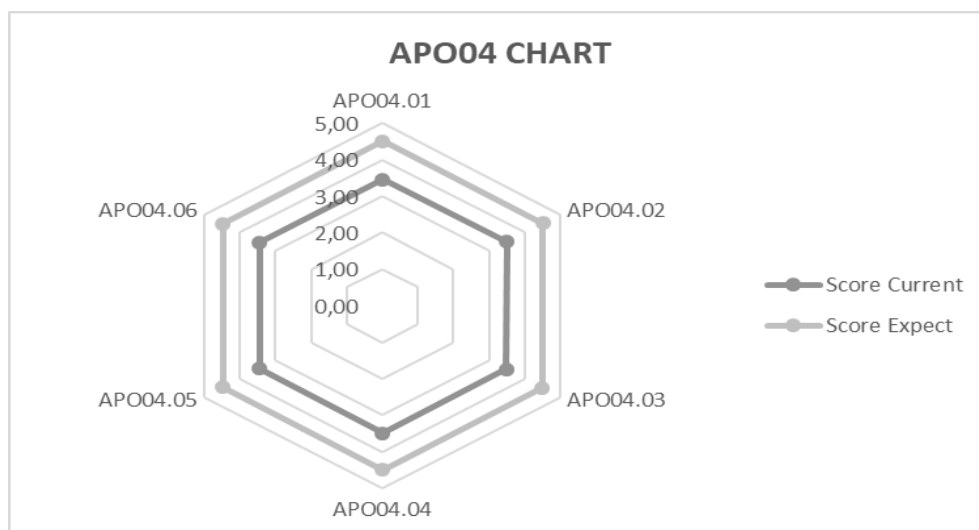 APO04 CHART
APO04.01
5,00
4,00
3,00
2,00
1,00
0,00
APO04.06
APO04.02
APO04.05
APO04.03
APO04.04
Score Current
Score Expect